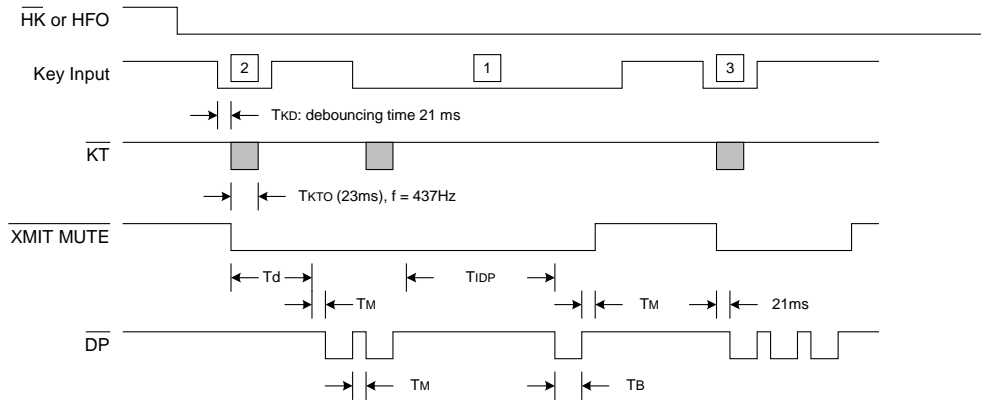 HK or HFO
Key Input
2
1
3
TKD: debouncing time 21 ms
KT
TKTO (23ms), f = 437Hz
XMIT MUTE
Td
TIDP
TM
TM
21ms
DP
TM
TB